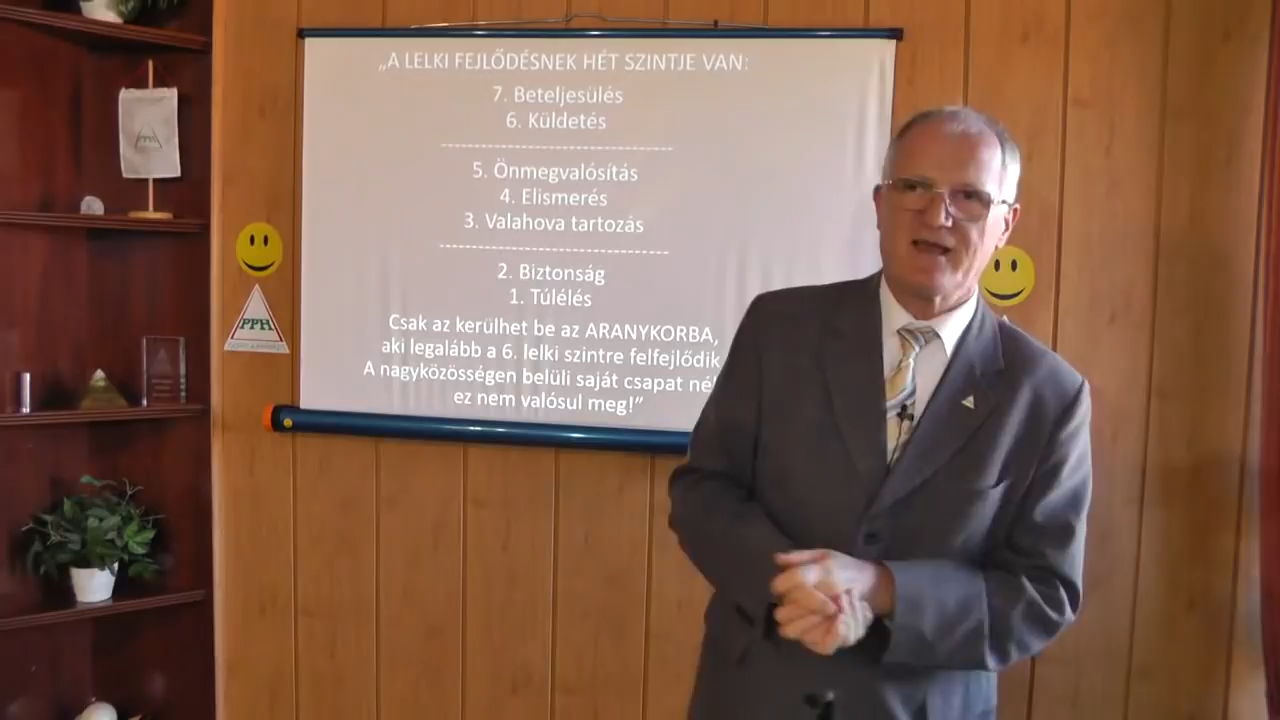 „A LELKI FEJLŐDÉSNEK HÉT SZINTJE VAN:
7. Beteljesülés
6. Küldetés
5. Önmegvalósítás
4. Elismerés
3. Valahova tartozás
2. Biztonság
1. Túlélés
Csak az kerülhet be az ARANYKORBA,
aki legalább a 6. lelki szintre felfejlődik
A nagyközösségen belüli saját csapat
ez nem valósul meg!”
PPH